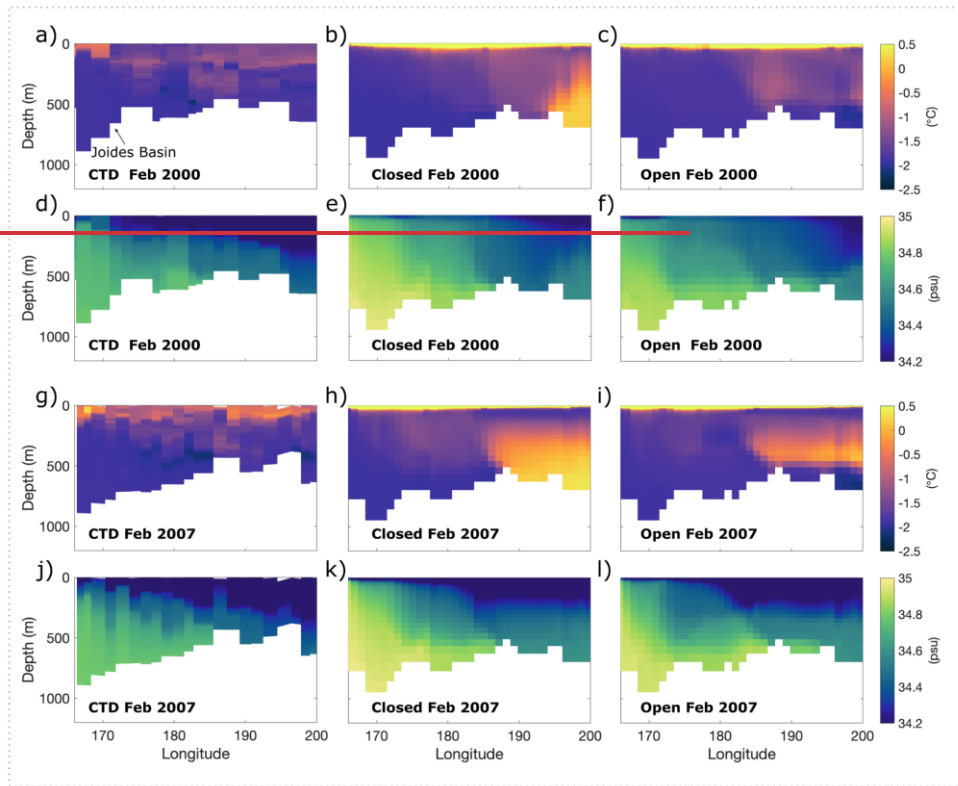 a) b) c)
0 0.5
0
500 -0.5
-1
1000 -1.5
-2
-2.5
Depth (m)
(°C)
Joides Basin
CTD Feb 2000 Closed Feb 2000 Open Feb 2000
d) e) f)
0 35
34.8
500 34.6
1000 34.4
34.2
Depth (m)
(psu)
CTD Feb 2000 Closed Feb 2000 Open Feb 2000
g) h) i)
0 0.5
0
500 -0.5
-1
1000 -1.5
-2
-2.5
Depth (m)
(°C)
CTD Feb 2007 Closed Feb 2007 Open Feb 2007
j) k) l)
0 35
34.8
500 34.6
1000 34.4
34.2
Depth (m)
(psu)
CTD Feb 2007 Closed Feb 2007 Open Feb 2007
170 180 190 200 170 180 190 200 170 180 190 200
Longitude Longitude Longitude